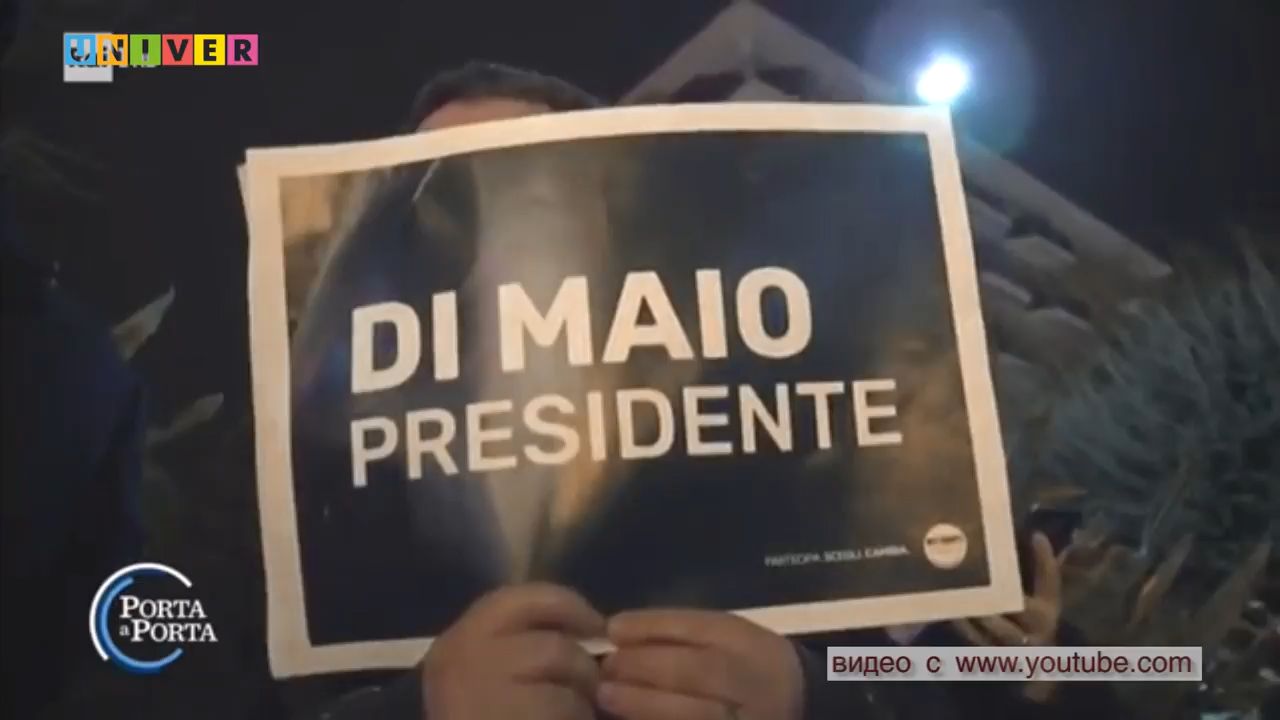 UNIVER
DI MAIO
PRESIDENTE
PARTECIPA. SCEGLI. CAMBIA.
PORTA
a PORTA
видео с www.youtube.com